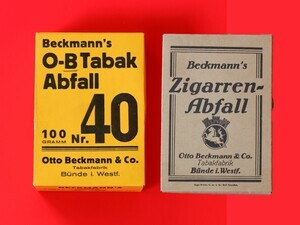 Beckmann's
O-B Tabak
Abfall
100
GRAMM
Nr. 40
Otto Beckmann & Co.
Tabakfabrik
Bünde i. Westf.
Beckmann's
Zigarren-
Abfall
Otto Beckmann & Co.
Tabakfabrik
Bünde i. Westf.